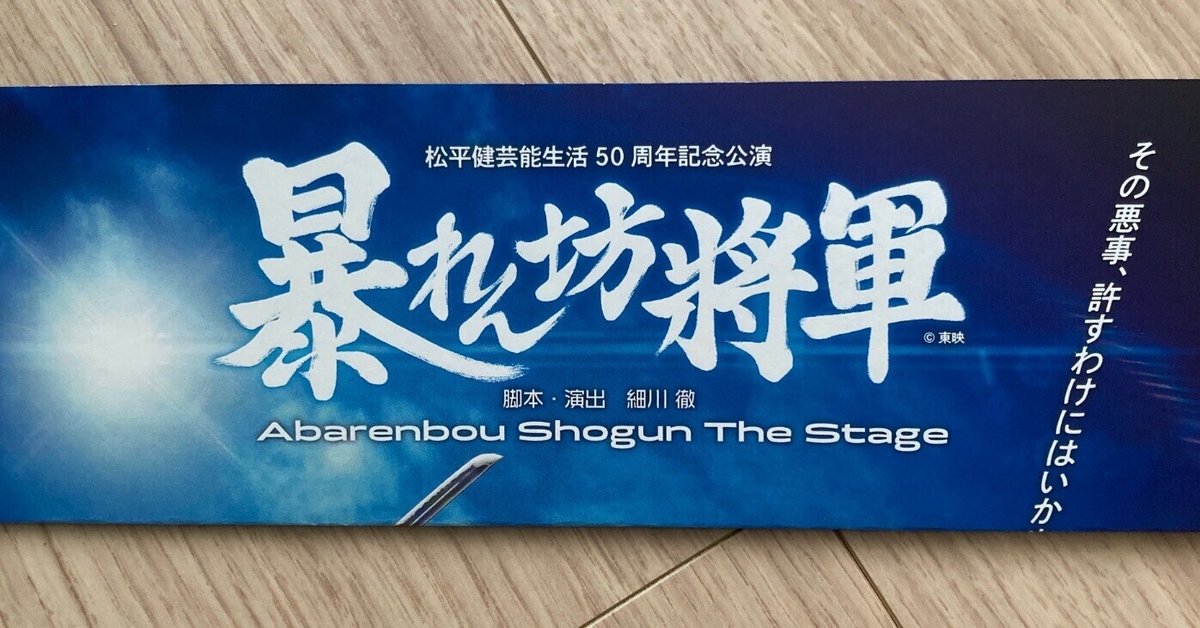 松平健芸能生活 50 周年記念公演
暴れん坊将軍
© 東映
脚本・演出　細川 徹
Abarenbou Shogun The Stage
その悪事、許すわけにはいか